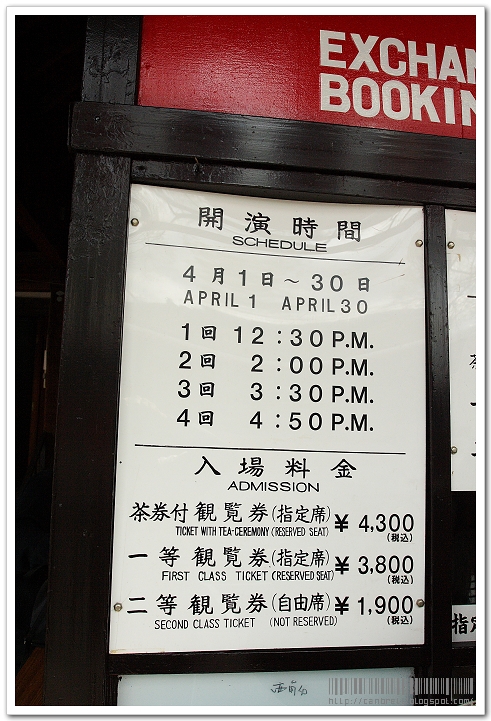 EXCHAN
BOOKIN
開演時間
SCHEDULE
4月1日～30日
APRIL 1 APRIL 30
1回 12:30 P.M.
2回 2:00 P.M.
3回 3:30 P.M.
4回 4:50 P.M.
入場料金
ADMISSION
茶券付観覧券(指定席) ¥4,300
TICKET WITH TEA-CEREMONY (RESERVED SEAT) (税込)
一等観覧券(指定席) ¥3,800
FIRST CLASS TICKET (RESERVED SEAT) (税込)
二等観覧券(自由席) ¥1,900
SECOND CLASS TICKET (NOT RESERVED) (税込)
指定